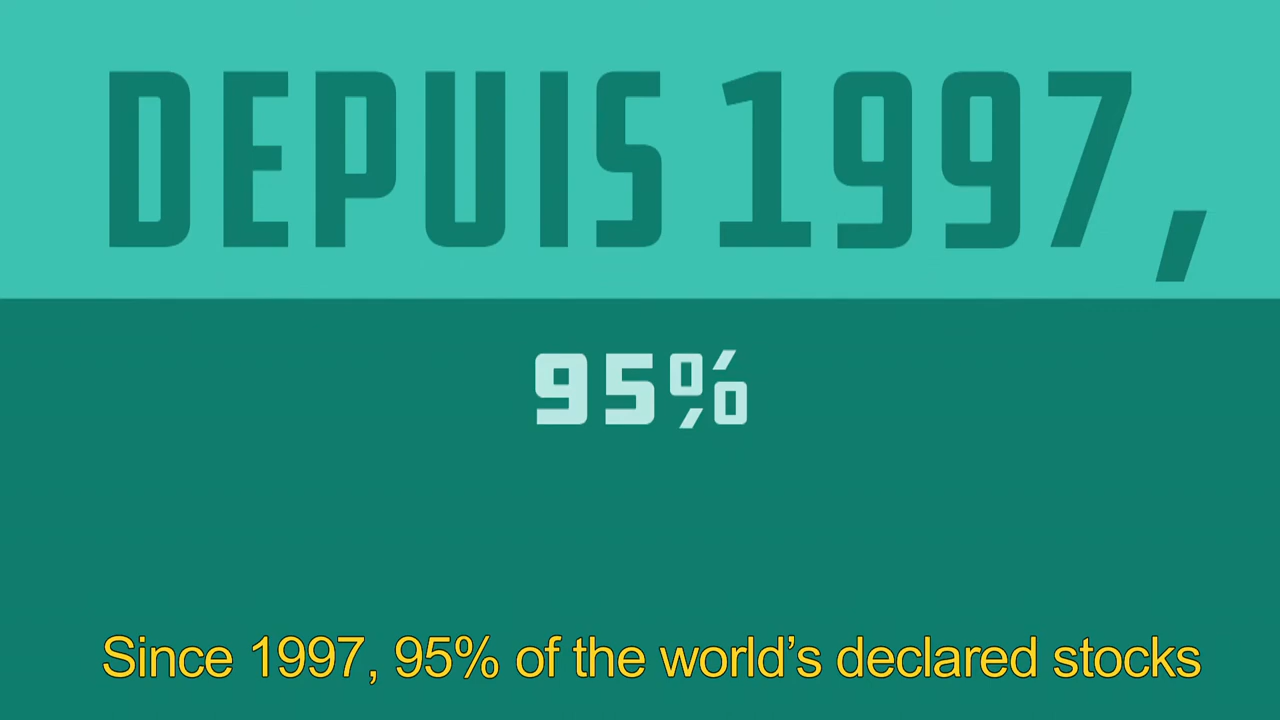 DEPUIS 1997,
95%
Since 1997, 95% of the world’s declared stocks